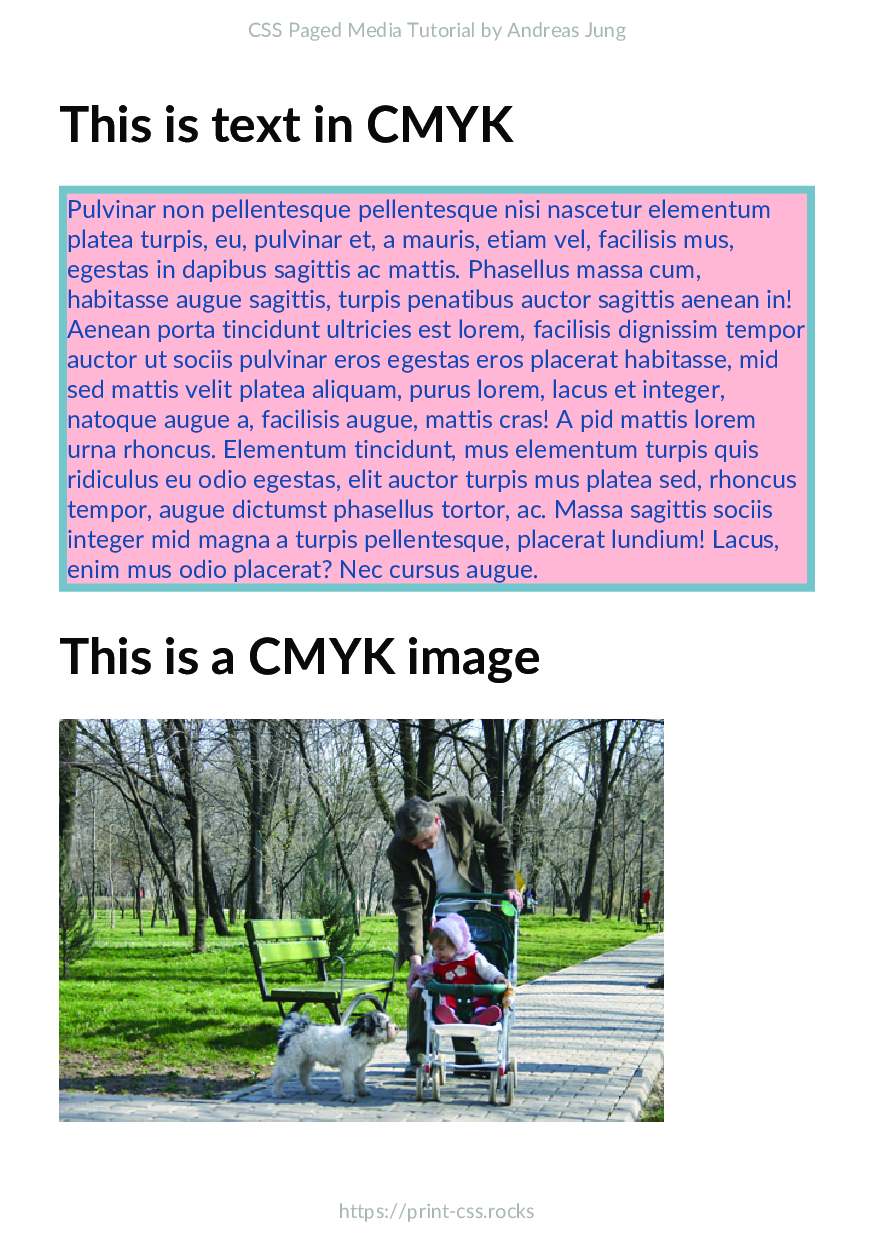 CSS Paged Media Tutorial by Andreas Jung
This is text in CMYK
Pulvinar non pellentesque pellentesque nisi nascetur elementum
platea turpis, eu, pulvinar et, a mauris, etiam vel, facilisis mus,
egestas in dapibus sagittis ac mattis. Phasellus massa cum,
habitasse augue sagittis, turpis penatibus auctor sagittis aenean in!
Aenean porta tincidunt ultricies est lorem, facilisis dignissim tempor
auctor ut sociis pulvinar eros egestas eros placerat habitasse, mid
sed mattis velit platea aliquam, purus lorem, lacus et integer,
natoque augue a, facilisis augue, mattis cras! A pid mattis lorem
urna rhoncus. Elementum tincidunt, mus elementum turpis quis
ridiculus eu odio egestas, elit auctor turpis mus platea sed, rhoncus
tempor, augue dictumst phasellus tortor, ac. Massa sagittis sociis
integer mid magna a turpis pellentesque, placerat lundium! Lacus,
enim mus odio placerat? Nec cursus augue.
This is a CMYK image
https://print-css.rocks